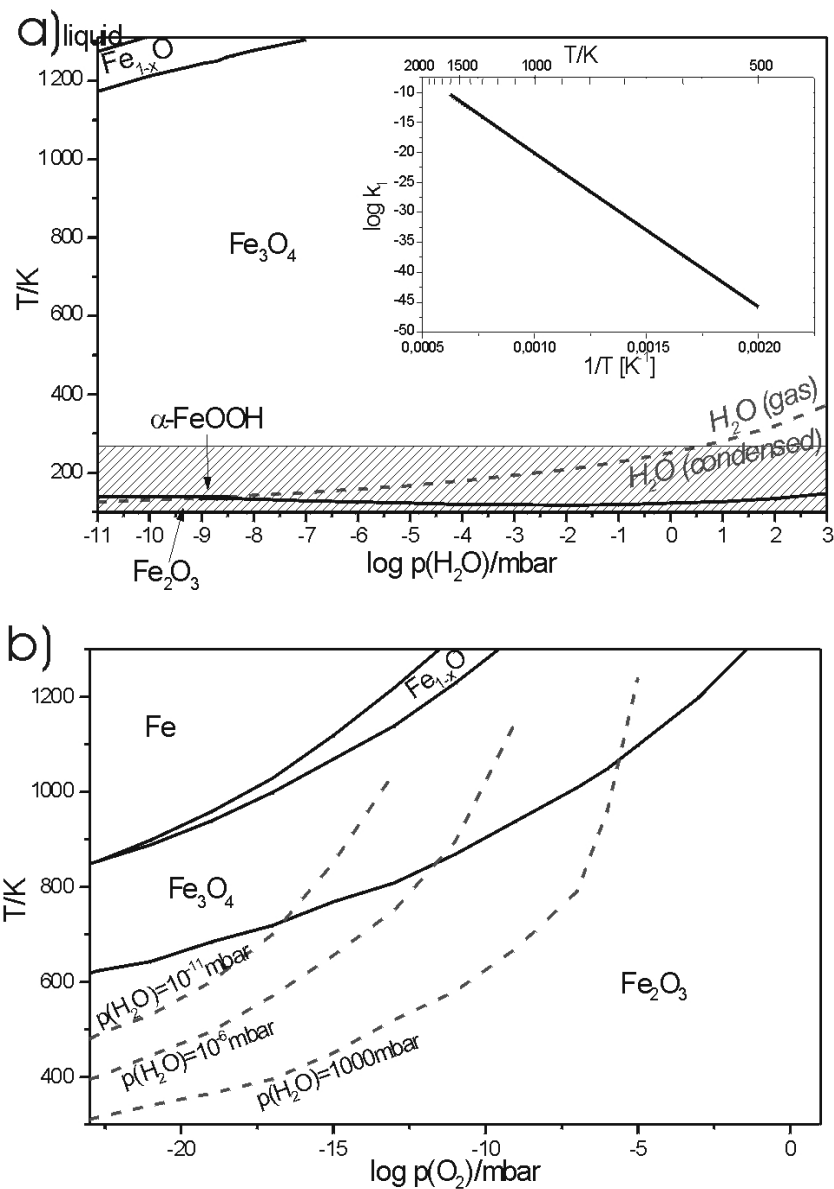 a)
liquid
Fe₁₋ₓO
Fe₃O₄
α-FeOOH
Fe₂O₃
H₂O (gas)
H₂O (condensed)
T/K
1200
1000
800
600
400
200
-11 -10 -9 -8 -7 -6 -5 -4 -3 -2 -1 0 1 2 3
log p(H₂O)/mbar
T/K
2000 1500 1000 500
log k₁
-10
-15
-20
-25
-30
-35
-40
-45
-50
0,0005 0,0010 0,0015 0,0020
1/T [K⁻¹]
b)
Fe
Fe₁₋ₓO
Fe₃O₄
Fe₂O₃
p(H₂O)=10⁻¹¹mbar
p(H₂O)=10⁻⁶mbar
p(H₂O)=1000mbar
T/K
1200
1000
800
600
400
-20 -15 -10 -5 0
log p(O₂)/mbar